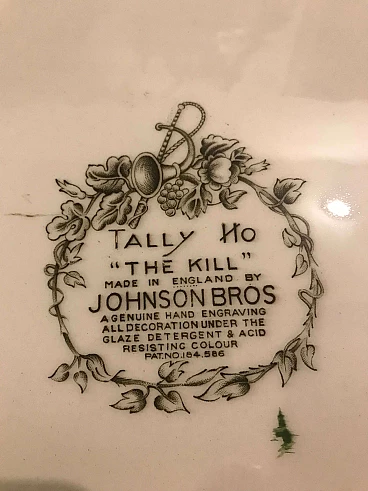 TALLY HO
"THE KILL"
MADE IN ENGLAND BY
JOHNSON BROS
A GENUINE HAND ENGRAVING
ALL DECORATION UNDER THE
GLAZE DETERGENT & ACID
RESISTING COLOUR
PAT. NO. 184.586